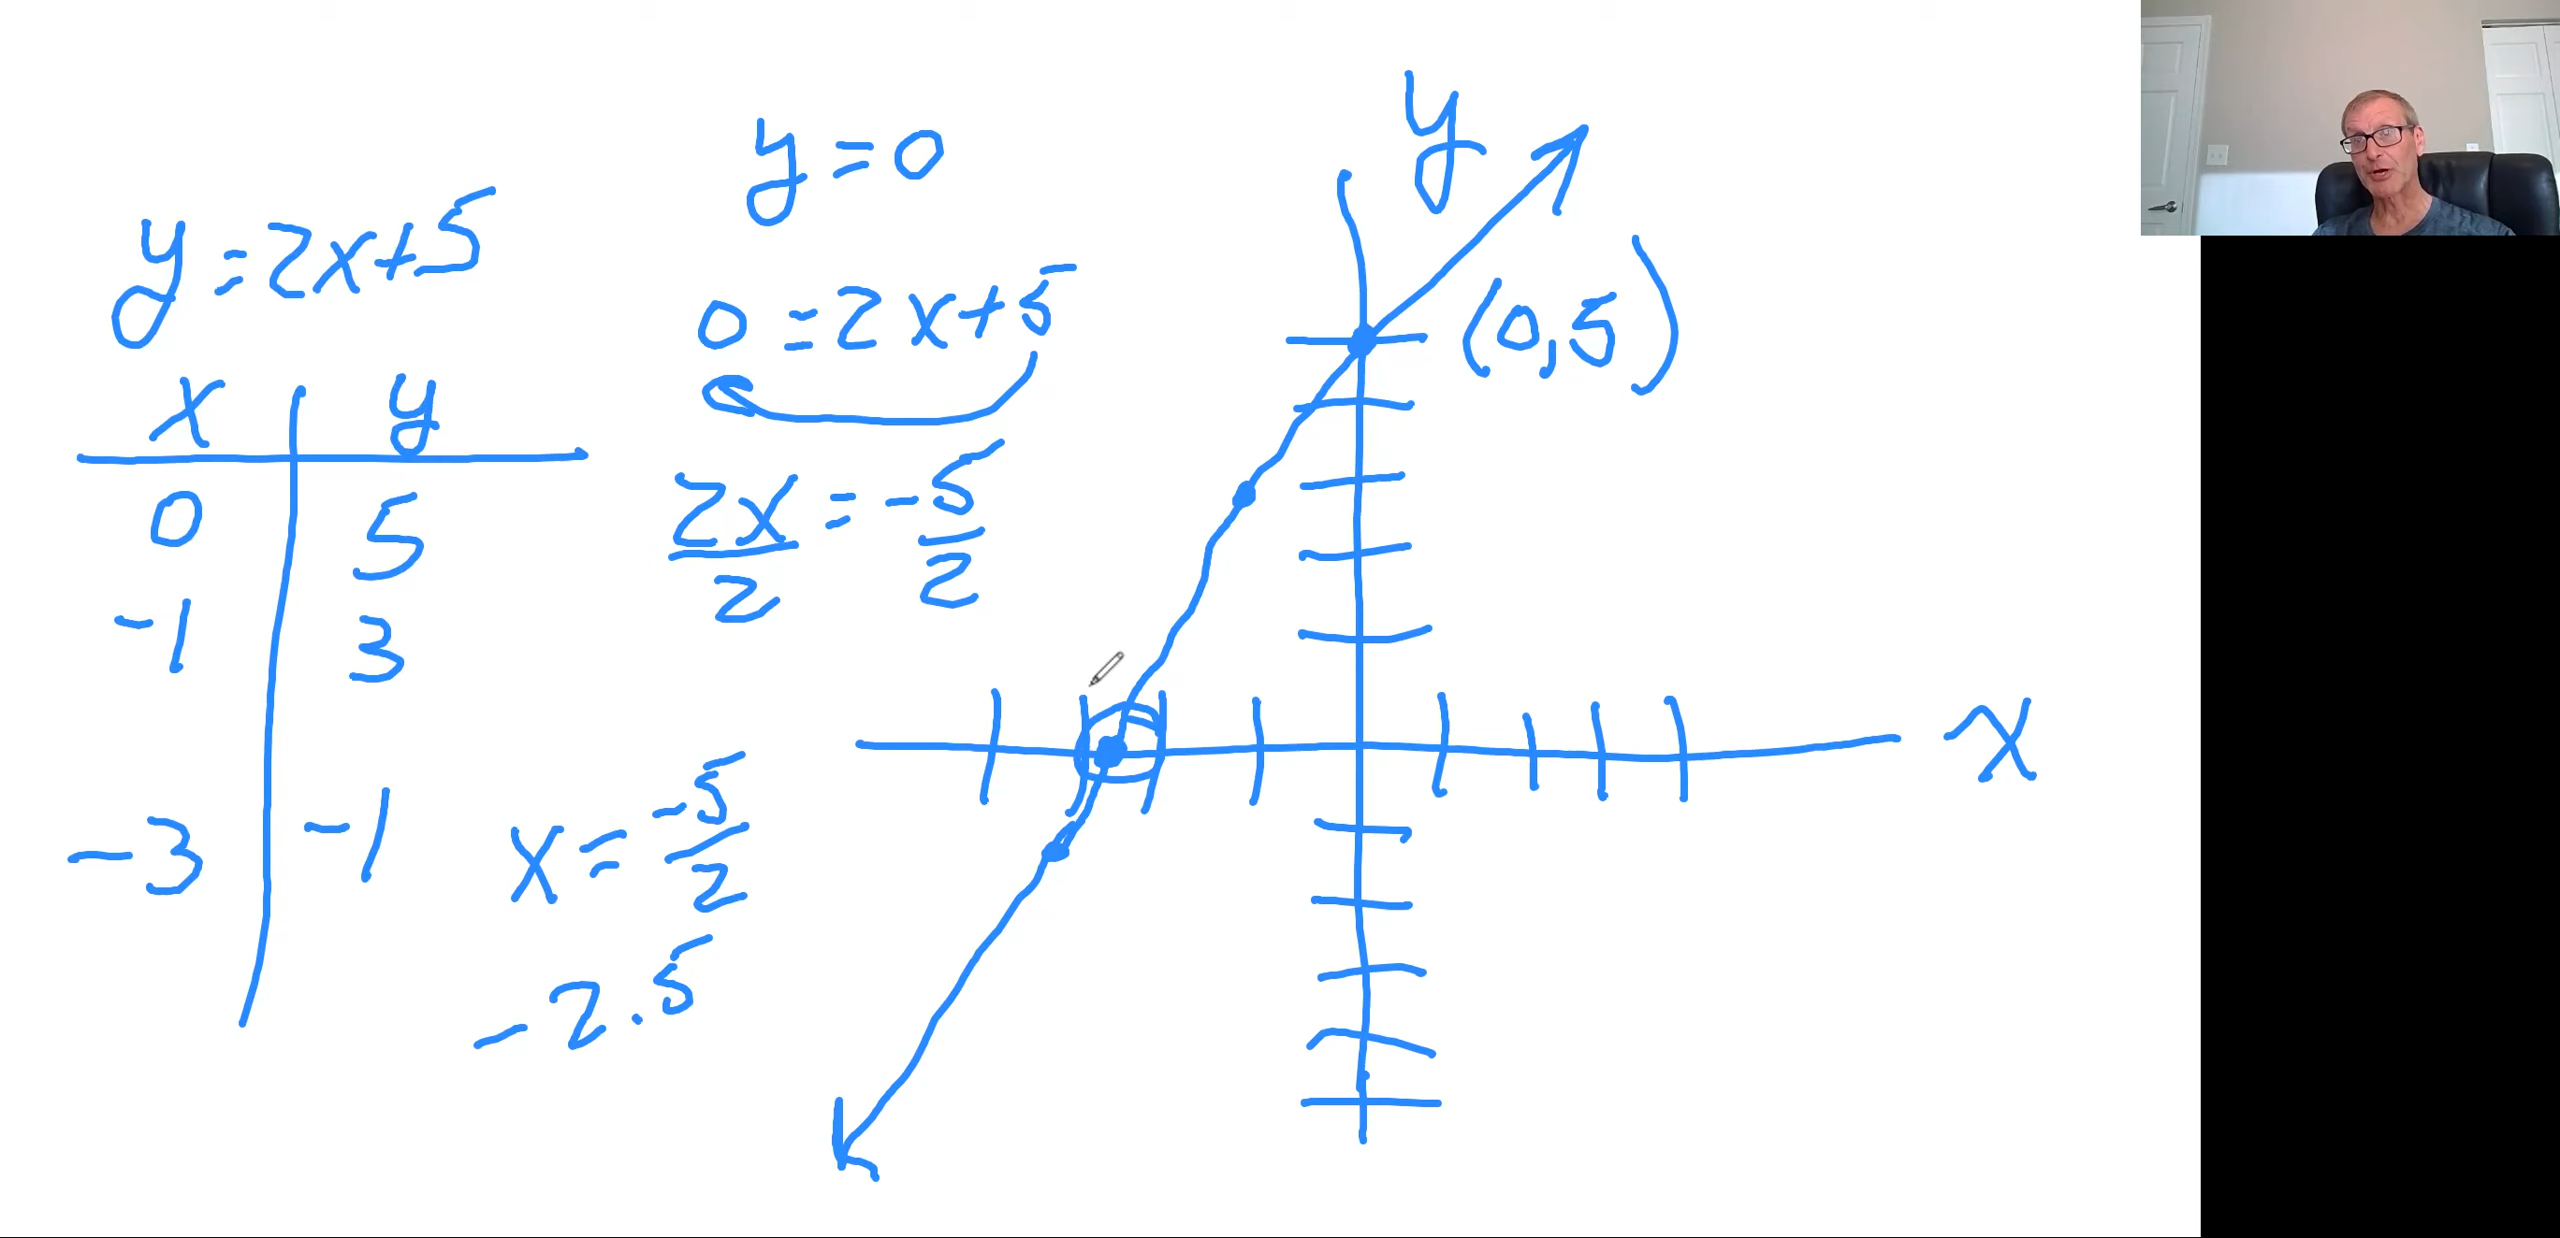 y=2x+5
x y
0 5
-1 3
-3 -1
y=0
0=2x+5
2x/2 = -5/2
x = -5/2
-2.5
y
(0,5)
x